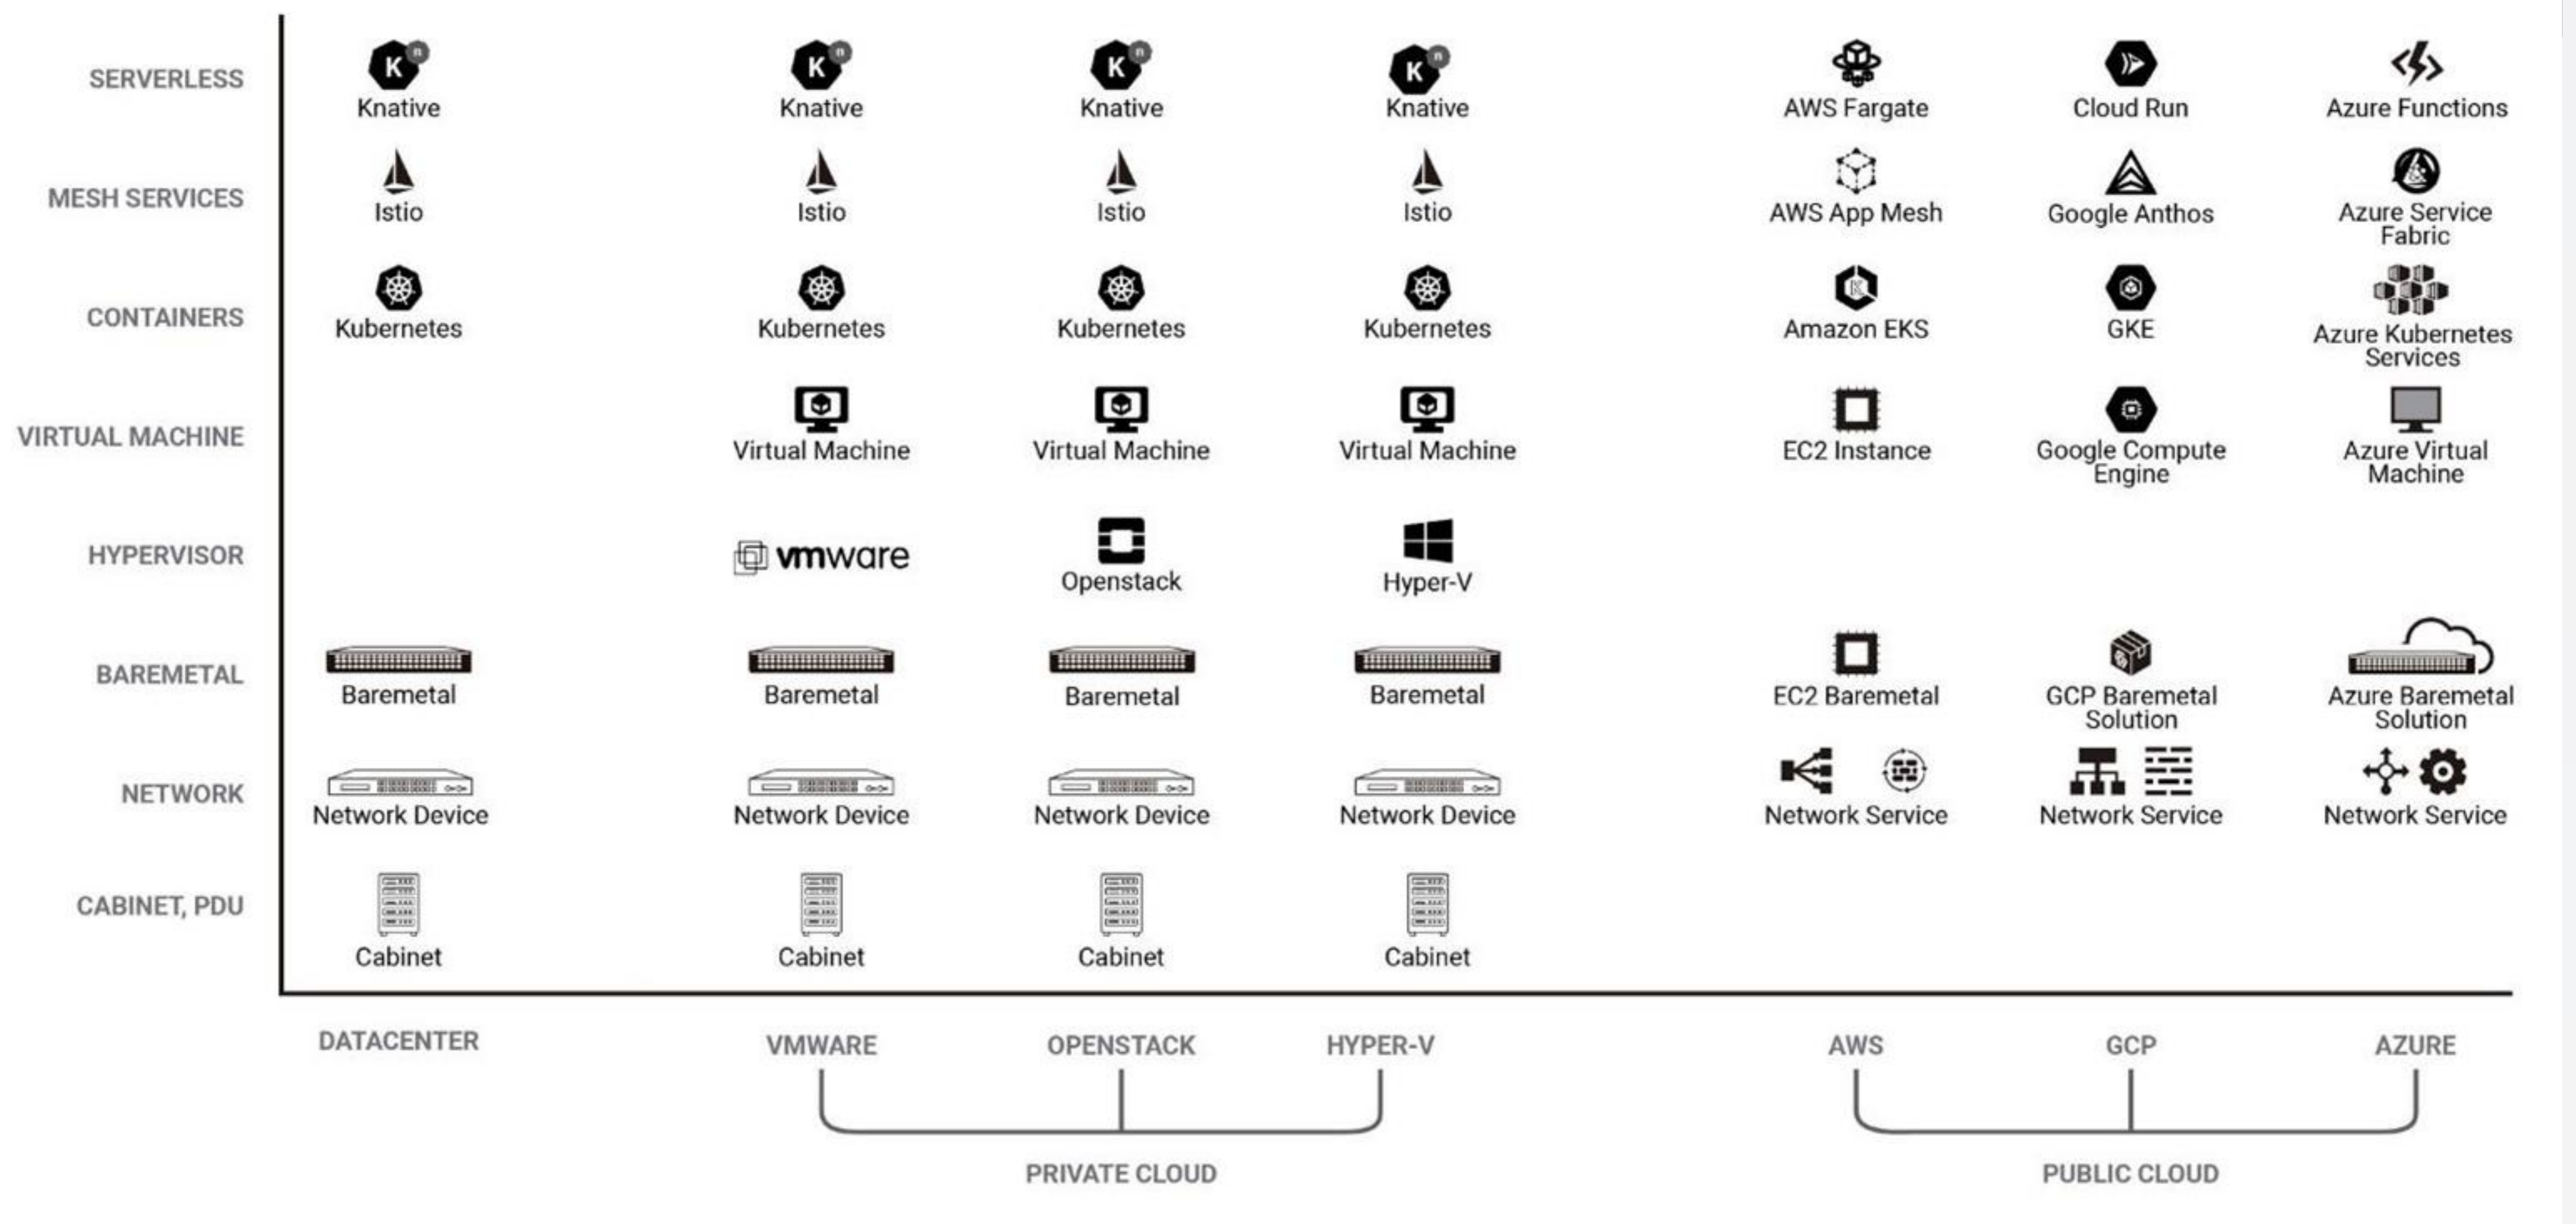 SERVERLESS
Knative
Knative
Knative
Knative
AWS Fargate
Cloud Run
Azure Functions
MESH SERVICES
Istio
Istio
Istio
Istio
AWS App Mesh
Google Anthos
Azure Service
Fabric
CONTAINERS
Kubernetes
Kubernetes
Kubernetes
Kubernetes
Amazon EKS
GKE
Azure Kubernetes
Services
VIRTUAL MACHINE
Virtual Machine
Virtual Machine
Virtual Machine
EC2 Instance
Google Compute
Engine
Azure Virtual
Machine
HYPERVISOR
vmware
Openstack
Hyper-V
BAREMETAL
Baremetal
Baremetal
Baremetal
Baremetal
EC2 Baremetal
GCP Baremetal
Solution
Azure Baremetal
Solution
NETWORK
Network Device
Network Device
Network Device
Network Device
Network Service
Network Service
Network Service
CABINET, PDU
Cabinet
Cabinet
Cabinet
Cabinet
DATACENTER
VMWARE
OPENSTACK
HYPER-V
AWS
GCP
AZURE
PRIVATE CLOUD
PUBLIC CLOUD